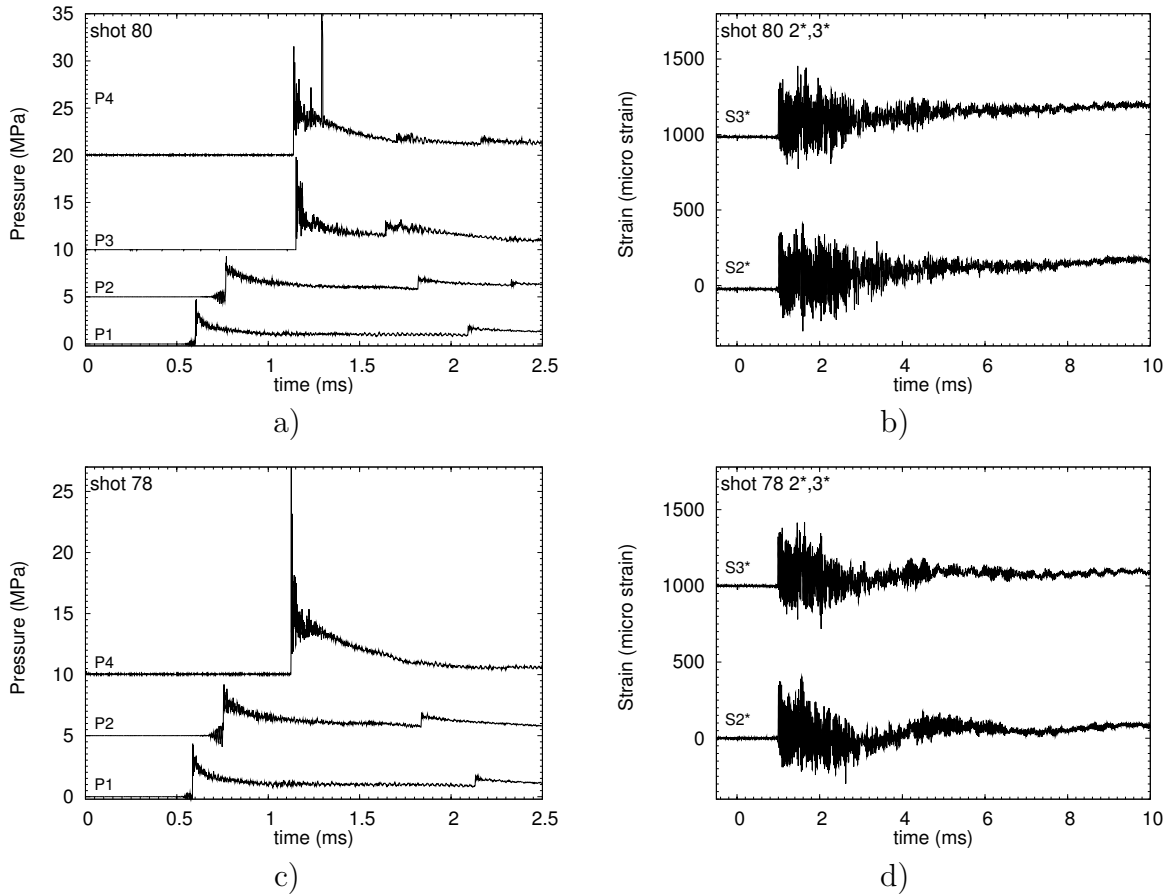 shot 80
Pressure (MPa)
35
30
25
20
15
10
5
0
P4
P3
P2
P1
0 0.5 1 1.5 2 2.5
time (ms)
a)
shot 80 2*,3*
Strain (micro strain)
1500
1000
500
0
S3*
S2*
0 2 4 6 8 10
time (ms)
b)
shot 78
Pressure (MPa)
25
20
15
10
5
0
P4
P2
P1
0 0.5 1 1.5 2 2.5
time (ms)
c)
shot 78 2*,3*
Strain (micro strain)
1500
1000
500
0
S3*
S2*
0 2 4 6 8 10
time (ms)
d)